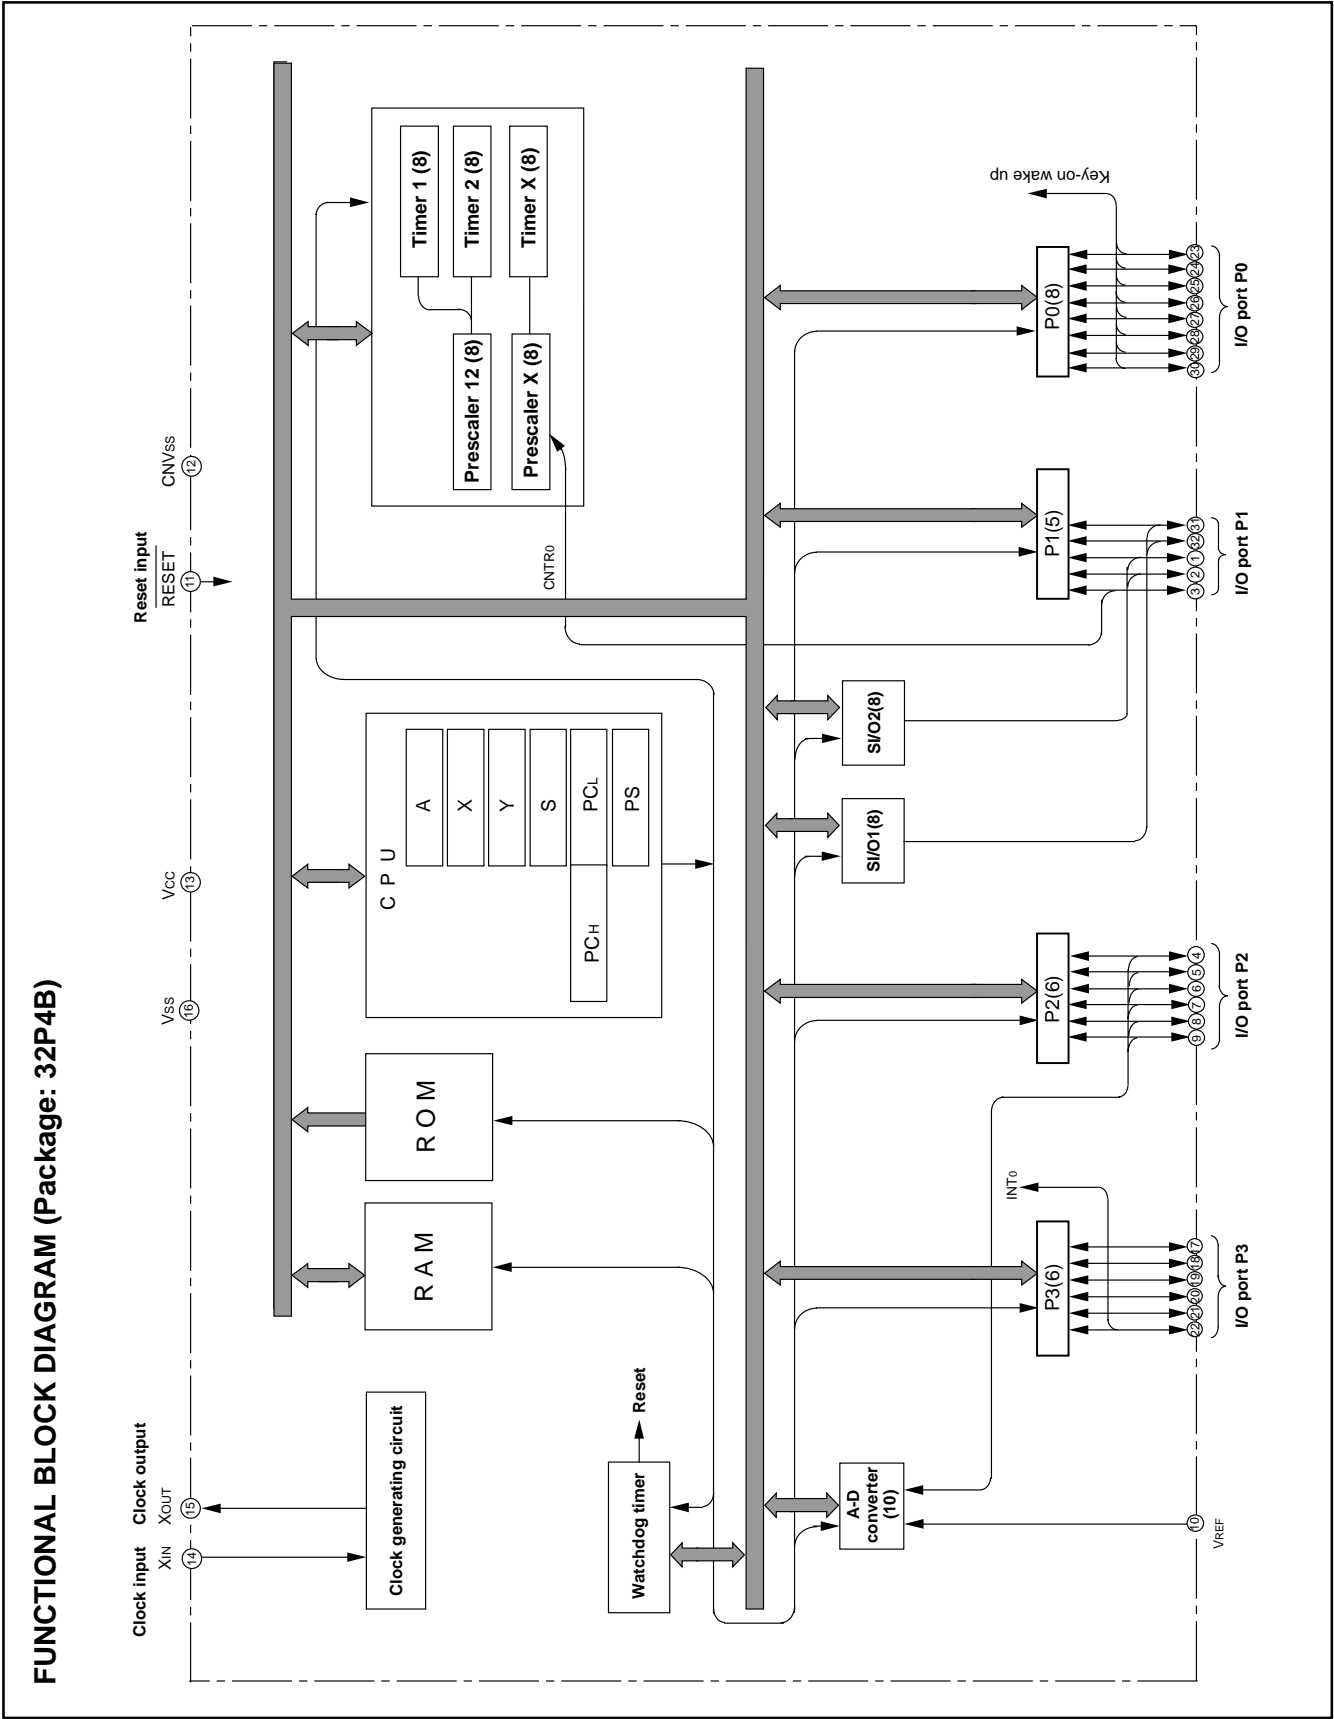 FUNCTIONAL BLOCK DIAGRAM (Package: 32P4B)
Clock input
XIN
14
Clock output
XOUT
15
VSS
16
VCC
13
Reset input
RESET
11
CNVSS
12
Clock generating circuit
RAM
ROM
CPU
A
X
Y
S
PCH
PCL
PS
Timer 1 (8)
Timer 2 (8)
Timer X (8)
Prescaler 12 (8)
Prescaler X (8)
CNTR0
Watchdog timer
Reset
A-D
converter
(10)
SI/O1(8)
SI/O2(8)
INT0
Key-on wake up
P3(6)
P2(6)
P1(5)
P0(8)
VREF
10
22 21 20 19 18 17
I/O port P3
9 8 7 6 5 4
I/O port P2
3 2 1 32 31
I/O port P1
30 29 28 27 26 25 24 23
I/O port P0